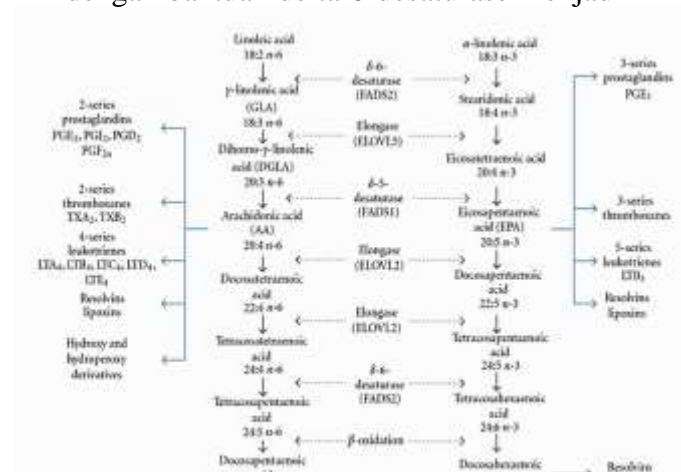 Linoleic acid
18:2 n-6
γ-linolenic acid
(GLA)
18:3 n-6
Dihomo-γ-linolenic
acid (DGLA)
20:3 n-6
Arachidonic acid
(AA)
20:4 n-6
Docosatetraenoic
acid
22:4 n-6
Tetracosatetraenoic
acid
24:4 n-6
Tetracosapentaenoic
acid
24:5 n-6
Docosapentaenoic
δ-6-
desaturase
(FADS2)
Elongase
(ELOVL5)
δ-5-
desaturase
(FADS1)
Elongase
(ELOVL2)
Elongase
(ELOVL2)
δ-6-
desaturase
(FADS2)
β-oxidation
α-linolenic acid
18:3 n-3
Stearidonic acid
18:4 n-3
Eicosatetraenoic acid
20:4 n-3
Eicosapentaenoic
acid (EPA)
20:5 n-3
Docosapentaenoic
acid
22:5 n-3
Tetracosapentaenoic
acid
24:5 n-3
Tetracosahexaenoic
acid
24:6 n-3
Docosahexaenoic
2-series
prostaglandins
PGE₂, PGI₂, PGD₂
PGF₂α
2-series
thromboxanes
TXA₂, TXB₂
4-series
leukotrienes
LTA₄, LTB₄, LTC₄, LTD₄,
LTE₄
Resolvins
lipoxins
Hydroxy and
hydroperoxy
derivatives
3-series
prostaglandins
PGE₃
3-series
thromboxanes
5-series
leukotrienes
LTB₅
Resolvins
lipoxins
Resolvins